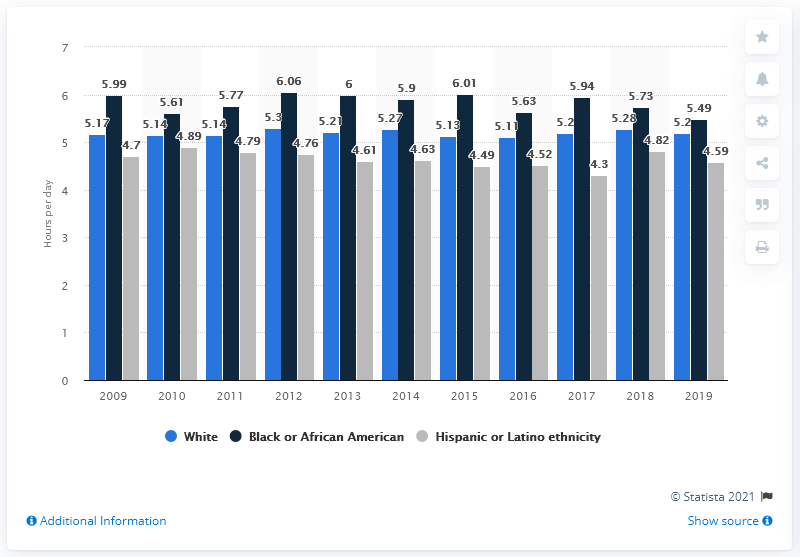 7
6
5
4
3
2
1
0
Hours per day
5.17 5.99 4.7
5.14 5.61 4.89
5.14 5.77 4.79
5.3 6.06 4.76
5.21 6 4.61
5.27 5.9 4.63
5.13 6.01 4.49
5.11 5.63 4.52
5.2 5.94 4.3
5.28 5.73 4.82
5.2 5.49 4.59
2009 2010 2011 2012 2013 2014 2015 2016 2017 2018 2019
White Black or African American Hispanic or Latino ethnicity
© Statista 2021
Additional Information Show source